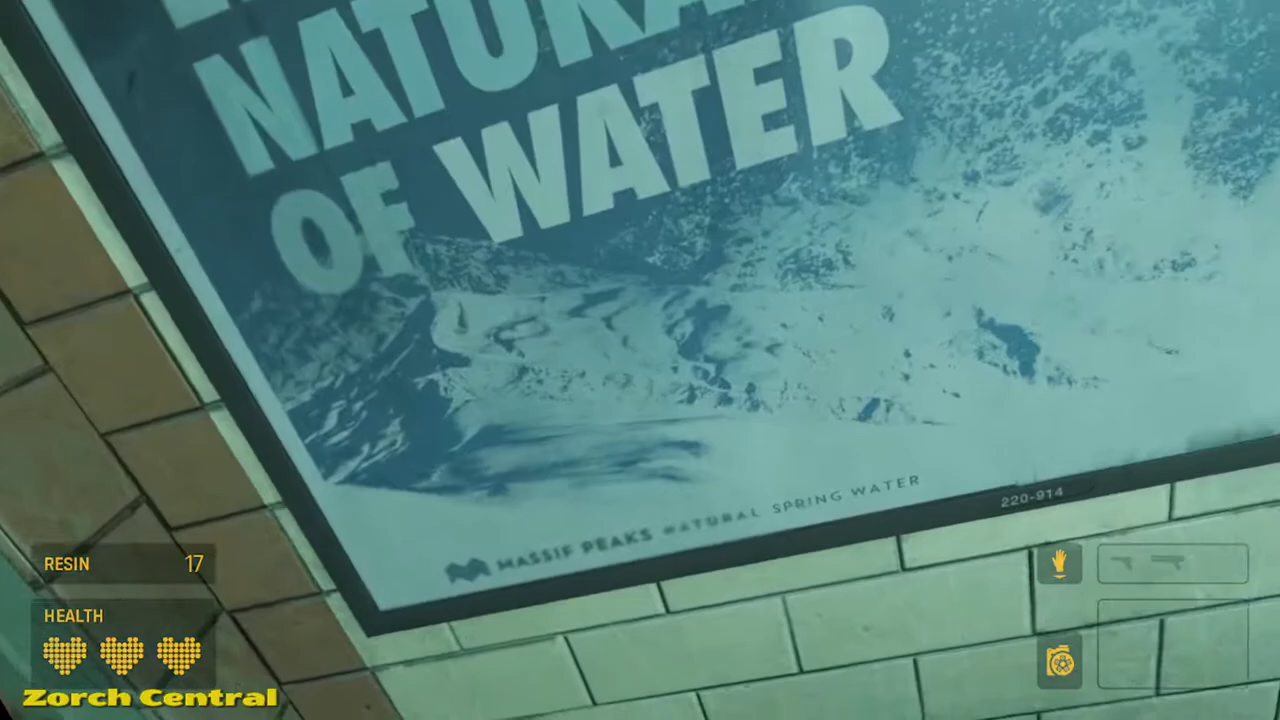 NATURA
OF WATER
MASSIF PEAKS NATURAL SPRING WATER
220-914
RESIN 17
HEALTH
Zorch Central